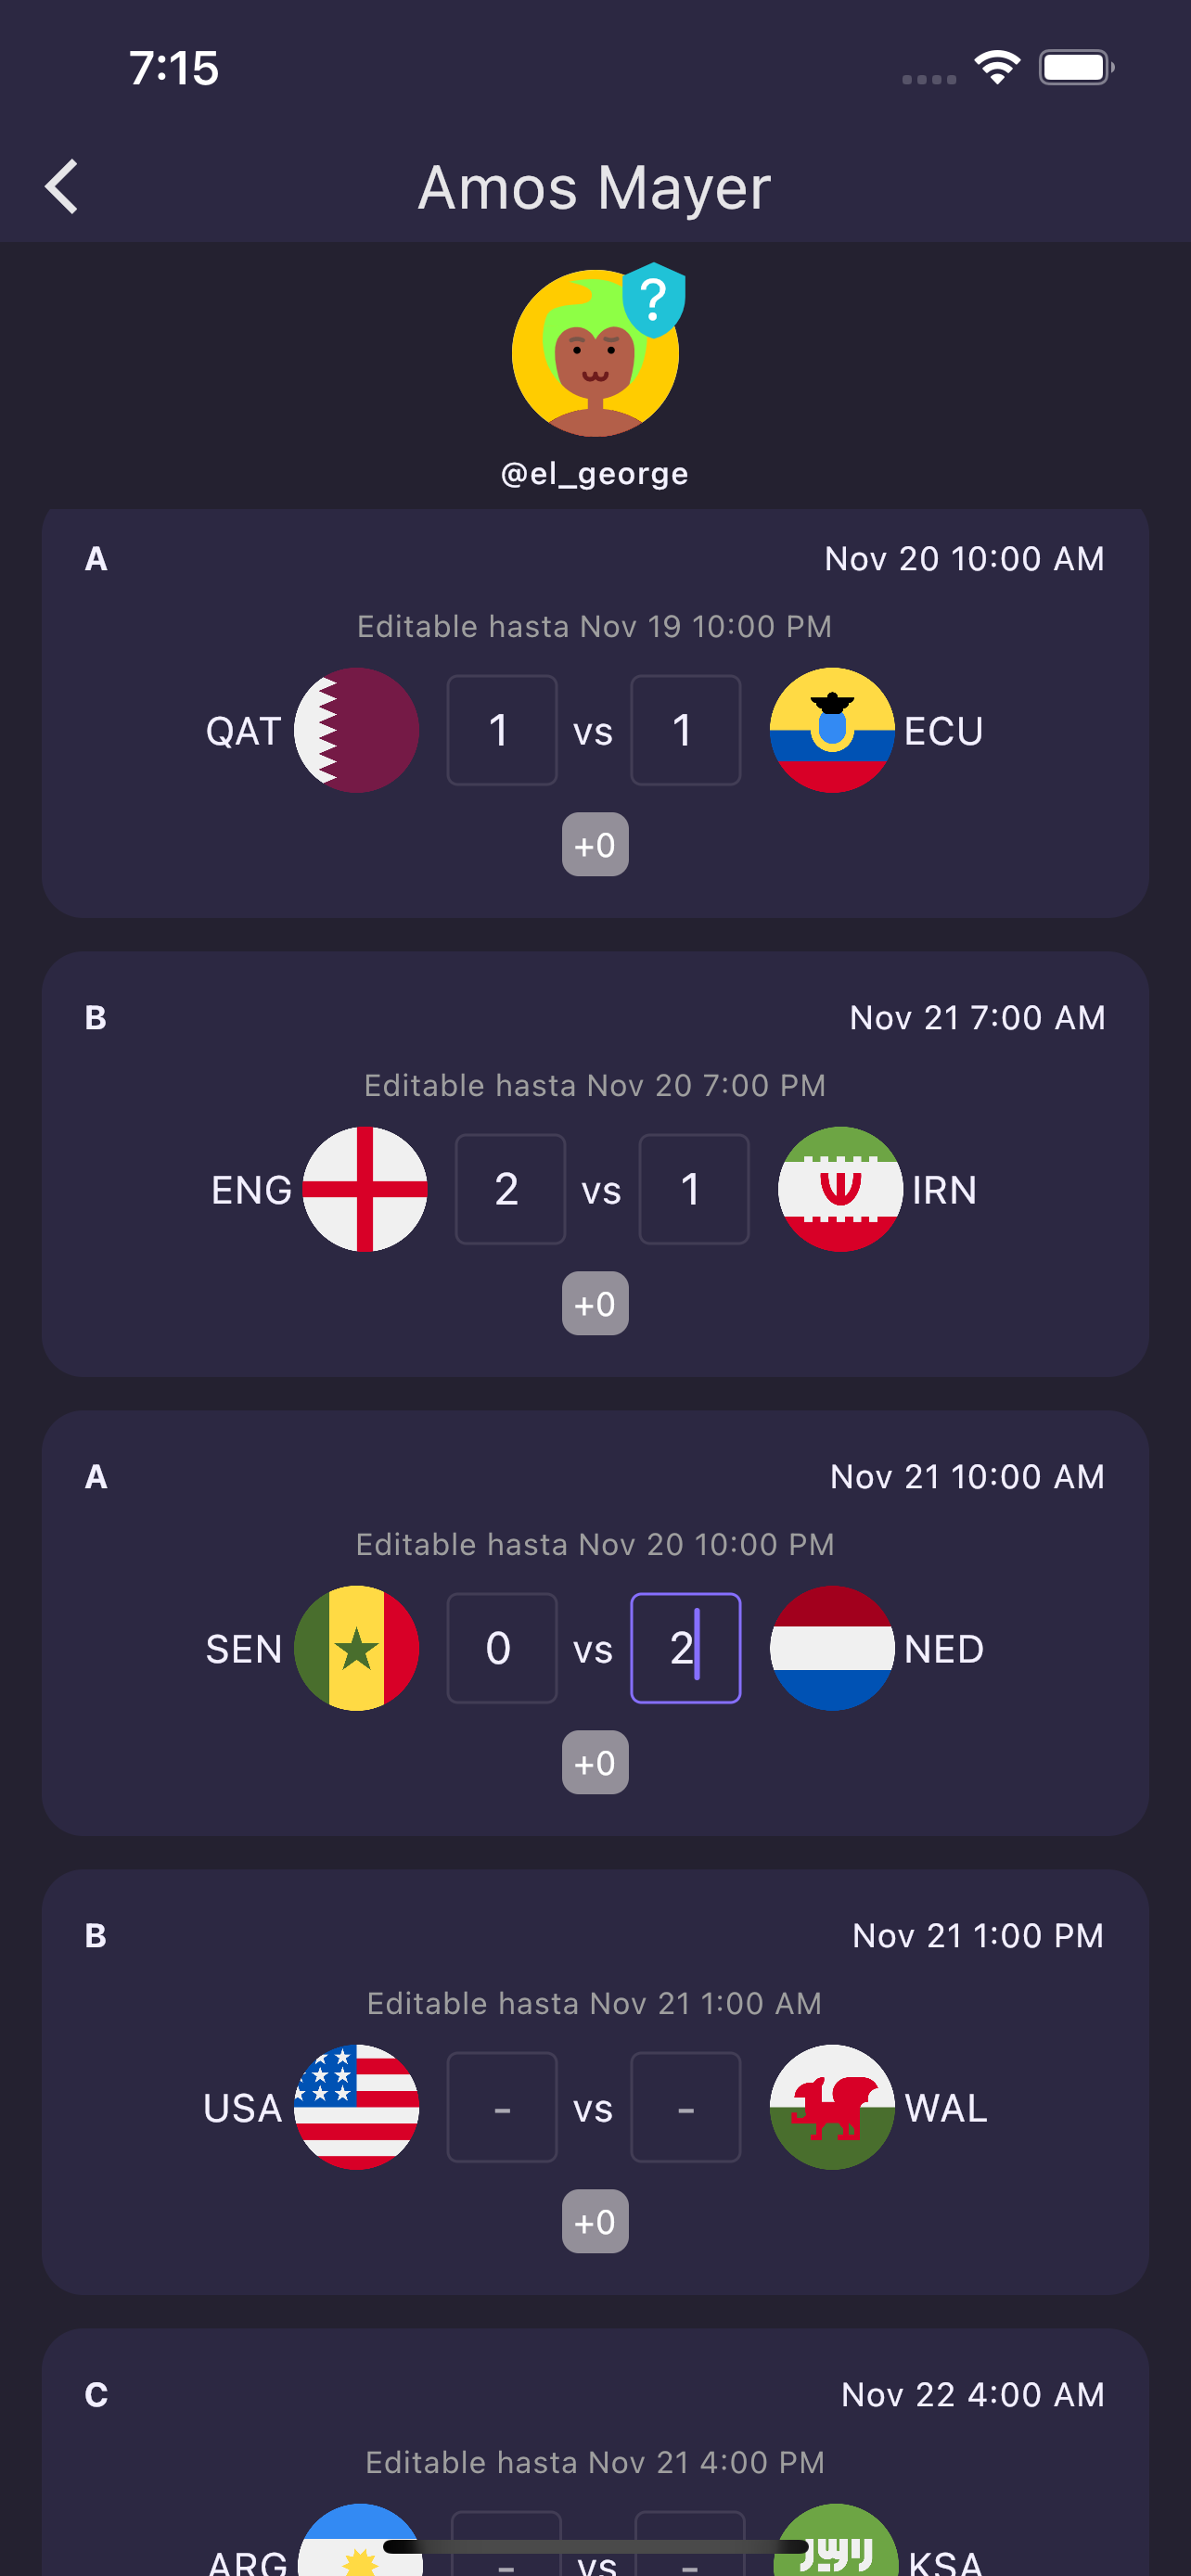 7:15
Amos Mayer
?
@el_george
A Nov 20 10:00 AM
Editable hasta Nov 19 10:00 PM
QAT 1 vs 1 ECU
+0
B Nov 21 7:00 AM
Editable hasta Nov 20 7:00 PM
ENG 2 vs 1 IRN
+0
A Nov 21 10:00 AM
Editable hasta Nov 20 10:00 PM
SEN 0 vs 2 NED
+0
B Nov 21 1:00 PM
Editable hasta Nov 21 1:00 AM
USA - vs - WAL
+0
C Nov 22 4:00 AM
Editable hasta Nov 21 4:00 PM
ARG - vs - KSA